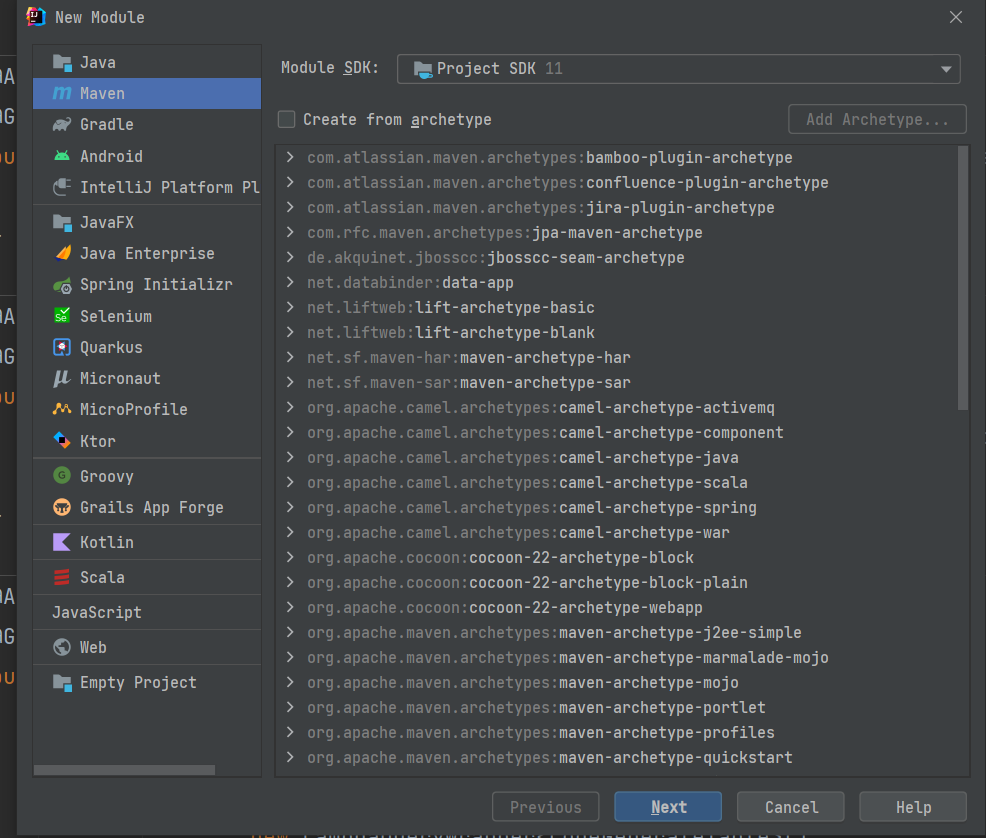 New Module
Java
Maven
Gradle
Android
IntelliJ Platform Pl
JavaFX
Java Enterprise
Spring Initializr
Selenium
Quarkus
Micronaut
MicroProfile
Ktor
Groovy
Grails App Forge
Kotlin
Scala
JavaScript
Web
Empty Project
Module SDK: Project SDK 11
Create from archetype
Add Archetype...
com.atlassian.maven.archetypes:bamboo-plugin-archetype
com.atlassian.maven.archetypes:confluence-plugin-archetype
com.atlassian.maven.archetypes:jira-plugin-archetype
com.rfc.maven.archetypes:jpa-maven-archetype
de.akquinet.jbosscc:jbosscc-seam-archetype
net.databinder:data-app
net.liftweb:lift-archetype-basic
net.liftweb:lift-archetype-blank
net.sf.maven-har:maven-archetype-har
net.sf.maven-sar:maven-archetype-sar
org.apache.camel.archetypes:camel-archetype-activemq
org.apache.camel.archetypes:camel-archetype-component
org.apache.camel.archetypes:camel-archetype-java
org.apache.camel.archetypes:camel-archetype-scala
org.apache.camel.archetypes:camel-archetype-spring
org.apache.camel.archetypes:camel-archetype-war
org.apache.cocoon:cocoon-22-archetype-block
org.apache.cocoon:cocoon-22-archetype-block-plain
org.apache.cocoon:cocoon-22-archetype-webapp
org.apache.maven.archetypes:maven-archetype-j2ee-simple
org.apache.maven.archetypes:maven-archetype-marmalade-mojo
org.apache.maven.archetypes:maven-archetype-mojo
org.apache.maven.archetypes:maven-archetype-portlet
org.apache.maven.archetypes:maven-archetype-profiles
org.apache.maven.archetypes:maven-archetype-quickstart
Previous
Next
Cancel
Help